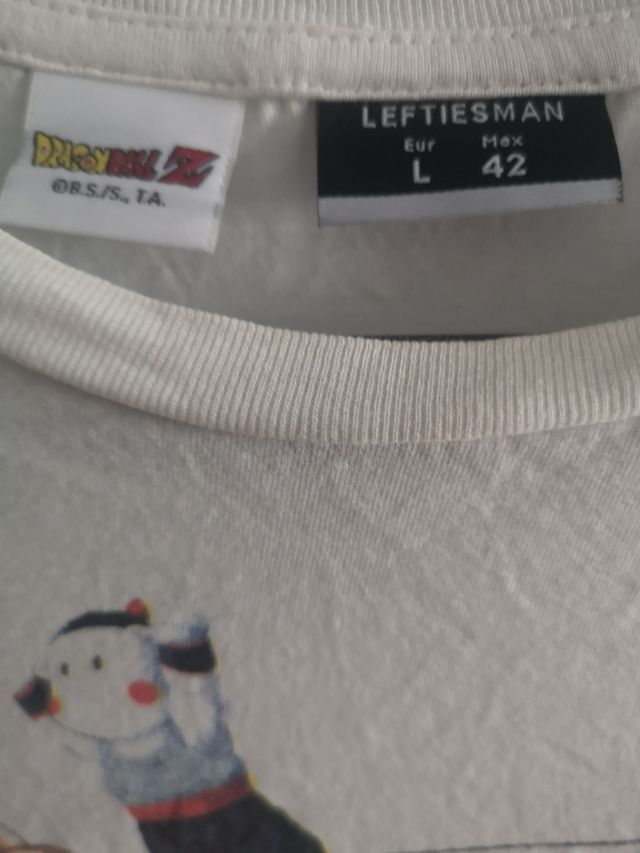 DRAGON BALL Z
©B.S./S., T.A.
LEFTIESMAN
Eur Mex
L 42